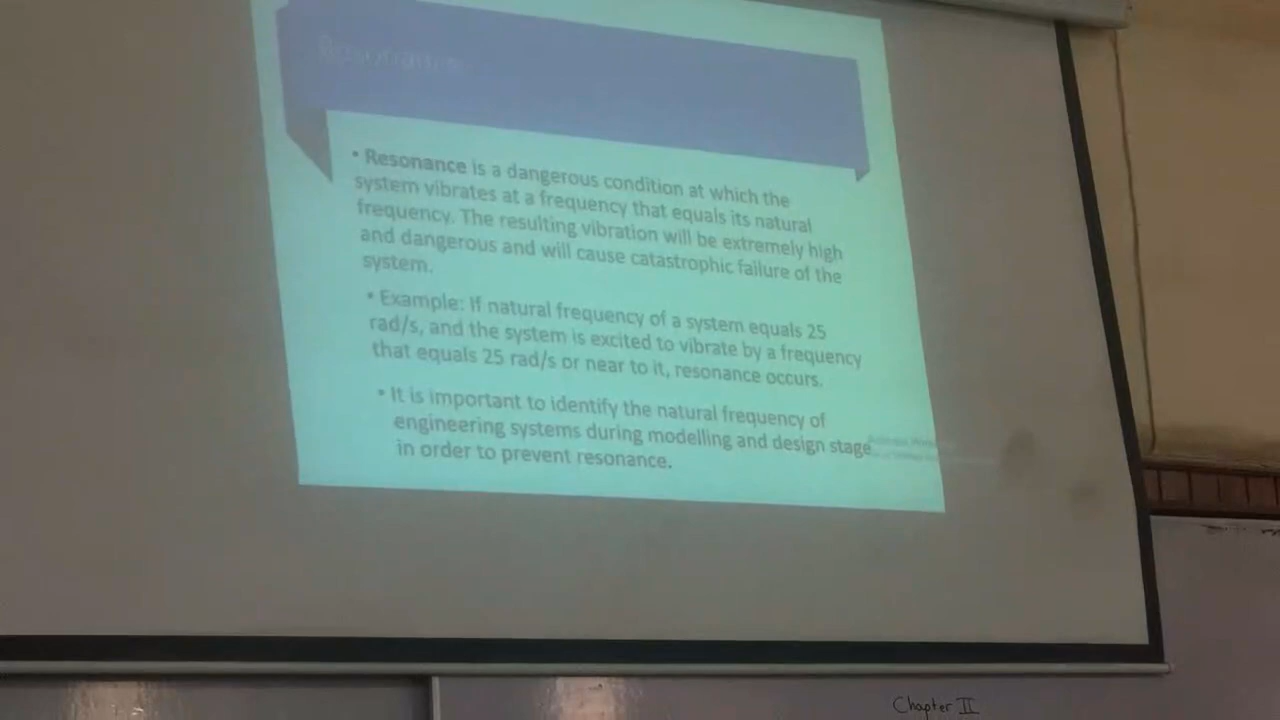 Resonance
• Resonance is a dangerous condition at which the
system vibrates at a frequency that equals its natural
frequency. The resulting vibration will be extremely high
and dangerous and will cause catastrophic failure of the
system.
• Example: If natural frequency of a system equals 25
rad/s, and the system is excited to vibrate by a frequency
that equals 25 rad/s or near to it, resonance occurs.
• It is important to identify the natural frequency of
engineering systems during modelling and design stage
in order to prevent resonance.
Chapter II